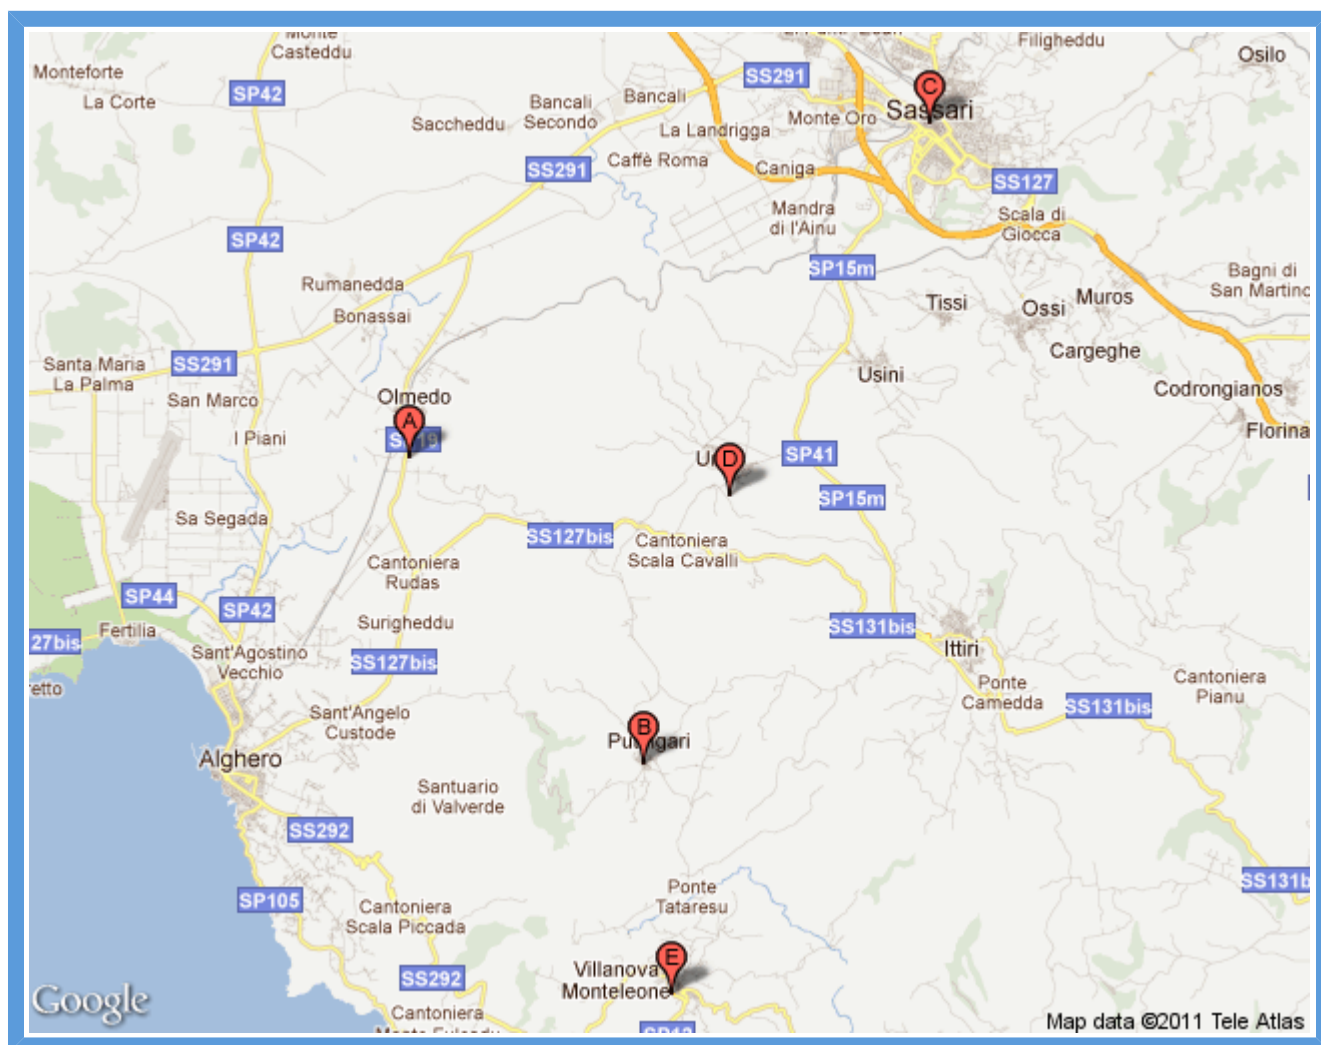 Casteddu
Filigheddu
Osilo
Monteforte
La Corte
SP42
SS291
Bancali
Bancali
Secondo
Saccheddu
La Landrigga
Monte Oro
Sassari
C
SS291
Caffè Roma
Caniga
SS127
Mandra
di l'Ainu
Scala di
Giocca
SP42
SP15m
Bagni di
San Martino
Rumanedda
Bonassai
Tissi
Ossi
Muros
Cargeghe
Santa Maria
La Palma
SS291
San Marco
Usini
Codrongianos
Olmedo
A
I Piani
Florina
D
SP41
SP15m
Sa Segada
SS127bis
Cantoniera
Scala Cavalli
Cantoniera
Rudas
SP44
SP42
Fertilia
27bis
Surigheddu
SS131bis
Ittiri
Sant'Agostino
Vecchio
SS127bis
etto
Ponte
Camedda
Cantoniera
Pianu
SS131bis
Sant'Angelo
Custode
B
Alghero
Santuario
di Valverde
SS292
SS131b
SP105
Cantoniera
Scala Piccada
Ponte
Tataresu
E
Villanova
Monteleone
SS292
Cantoniera
Google
Map data ©2011 Tele Atlas